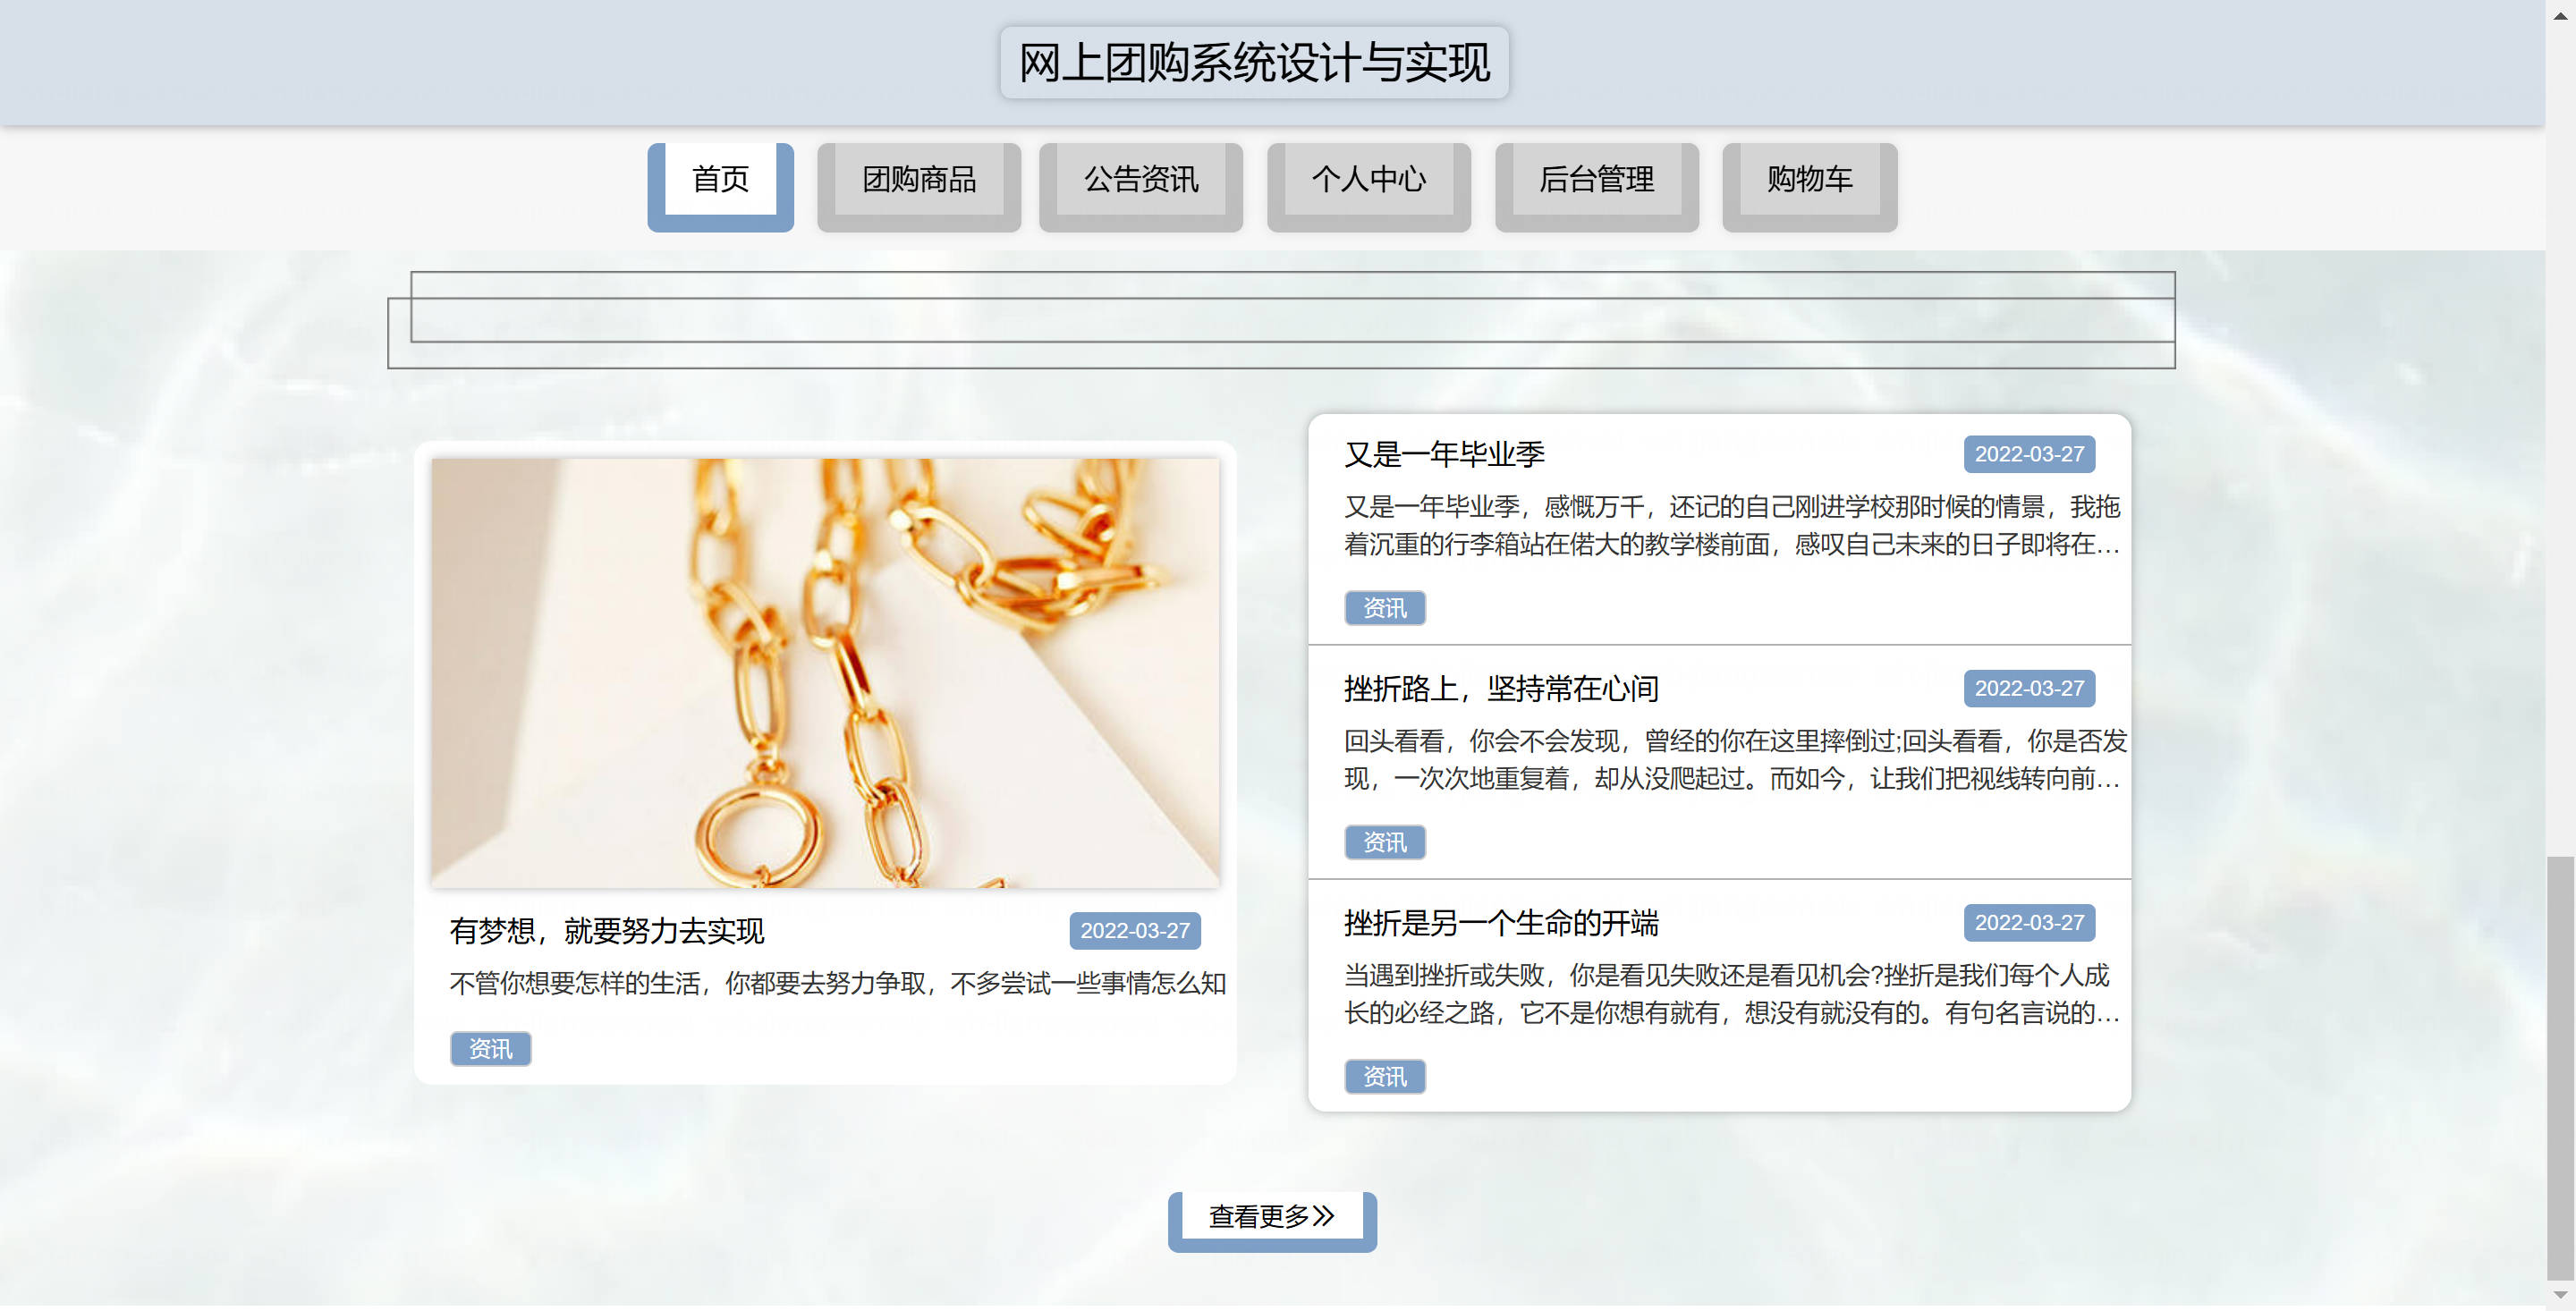 网上团购系统设计与实现
首页 团购商品 公告资讯 个人中心 后台管理 购物车
有梦想，就要努力去实现 2022-03-27
不管你想要怎样的生活，你都要去努力争取，不多尝试一些事情怎么知
资讯
又是一年毕业季 2022-03-27
又是一年毕业季，感慨万千，还记的自己刚进学校那时候的情景，我拖
着沉重的行李箱站在偌大的教学楼前面，感叹自己未来的日子即将在...
资讯
挫折路上，坚持常在心间 2022-03-27
回头看看，你会不会发现，曾经的你在这里摔倒过;回头看看，你是否发
现，一次次地重复着，却从没爬起过。而如今，让我们把视线转向前...
资讯
挫折是另一个生命的开端 2022-03-27
当遇到挫折或失败，你是看见失败还是看见机会?挫折是我们每个人成
长的必经之路，它不是你想有就有，想没有就没有的。有句名言说的...
资讯
查看更多